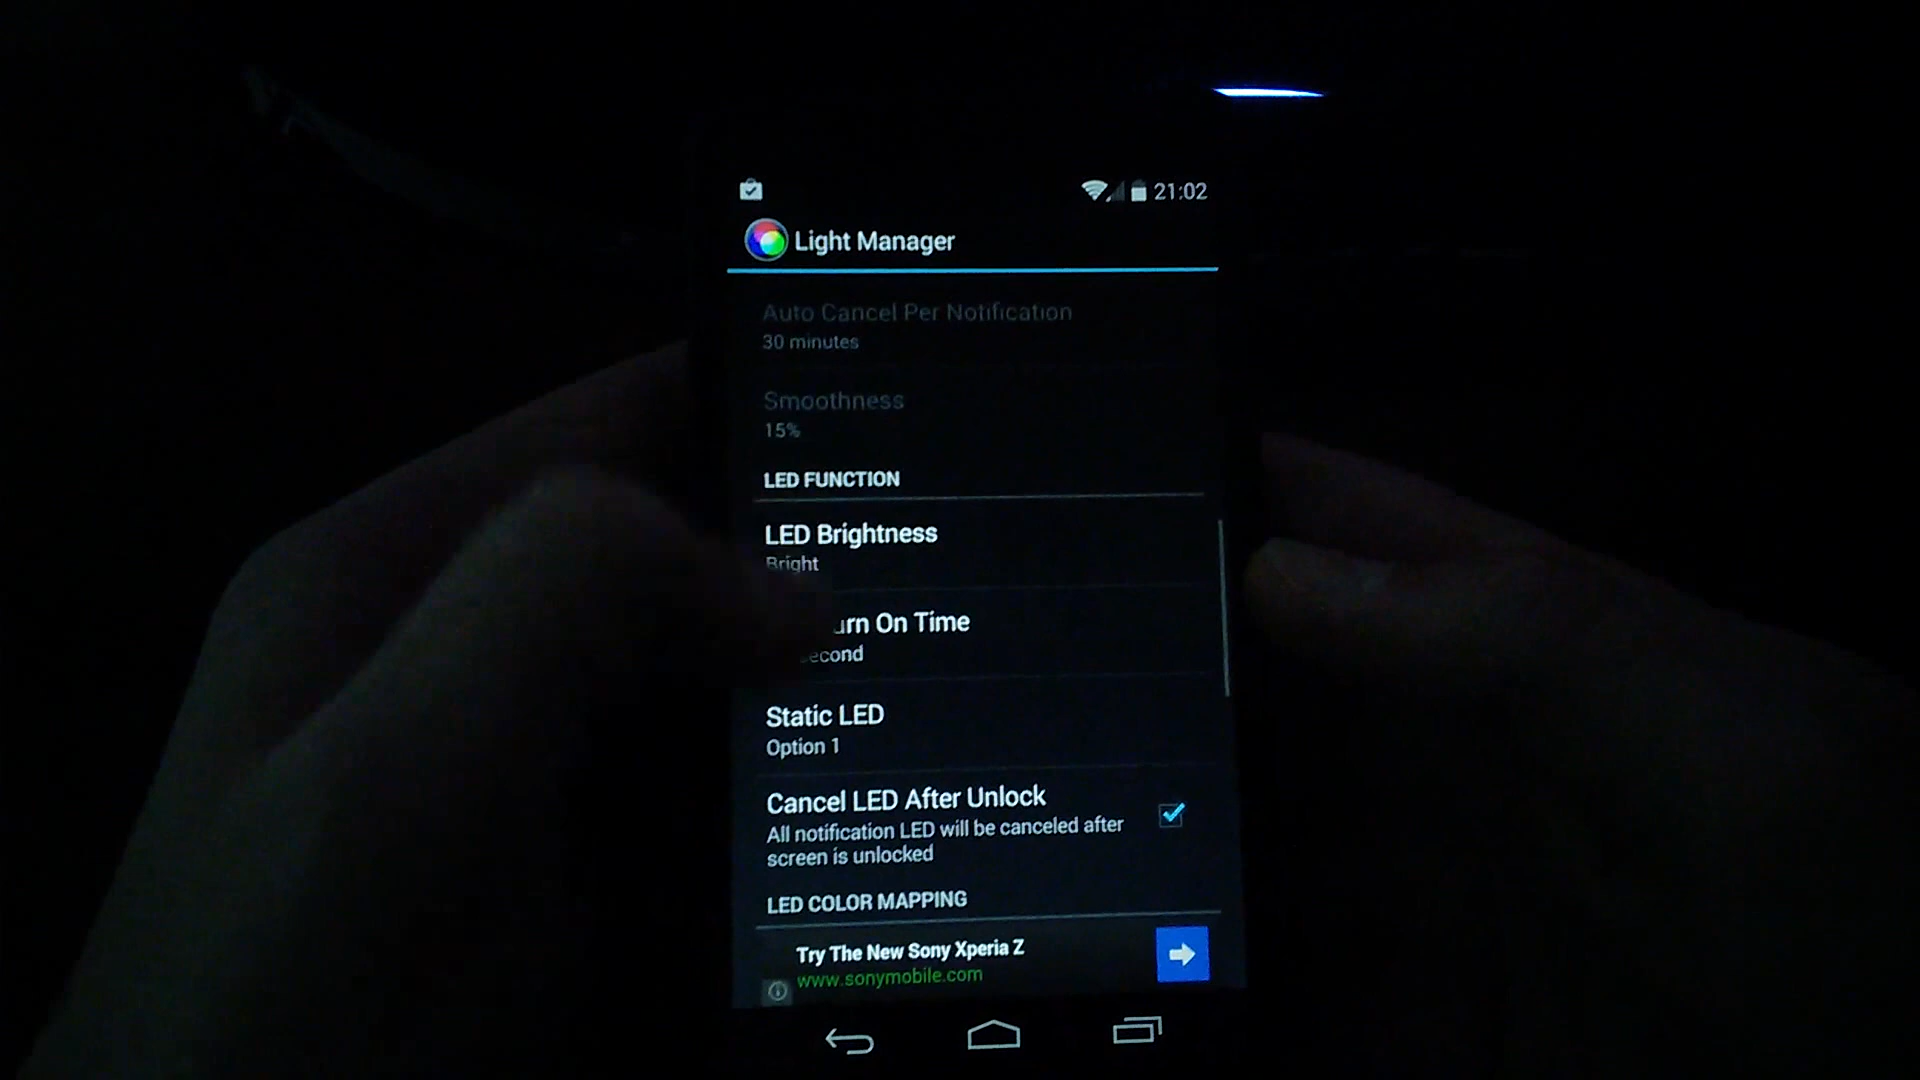 21:02
Light Manager
Auto Cancel Per Notification
30 minutes
Smoothness
15%
LED FUNCTION
LED Brightness
Bright
On Time
Static LED
Option 1
Cancel LED After Unlock
All notification LED will be canceled after
screen is unlocked
LED COLOR MAPPING
Try The New Sony Xperia Z
www.sonymobile.com